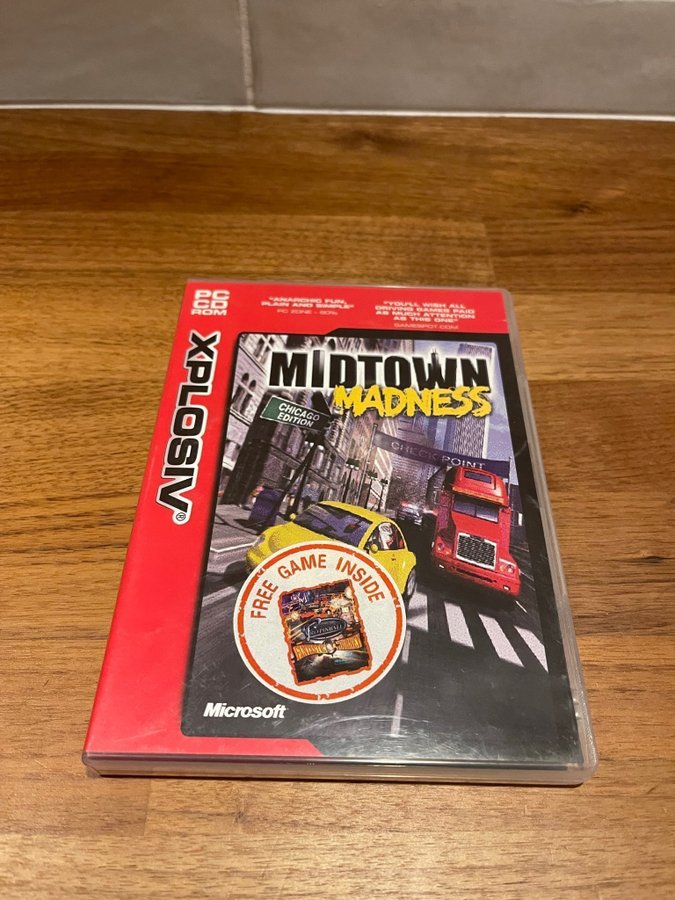 PC
CD
ROM
"ANARCHIC FUN,
PLAIN AND SIMPLE"
PC ZONE - 80%
"YOU'LL WISH ALL
DRIVING GAMES PAID
AS MUCH ATTENTION
AS THIS ONE"
GAMESPOT.COM
XPLOSIV®
MIDTOWN
MADNESS
CHICAGO
EDITION
CHECK POINT
FREE GAME INSIDE
PINBALL
Microsoft